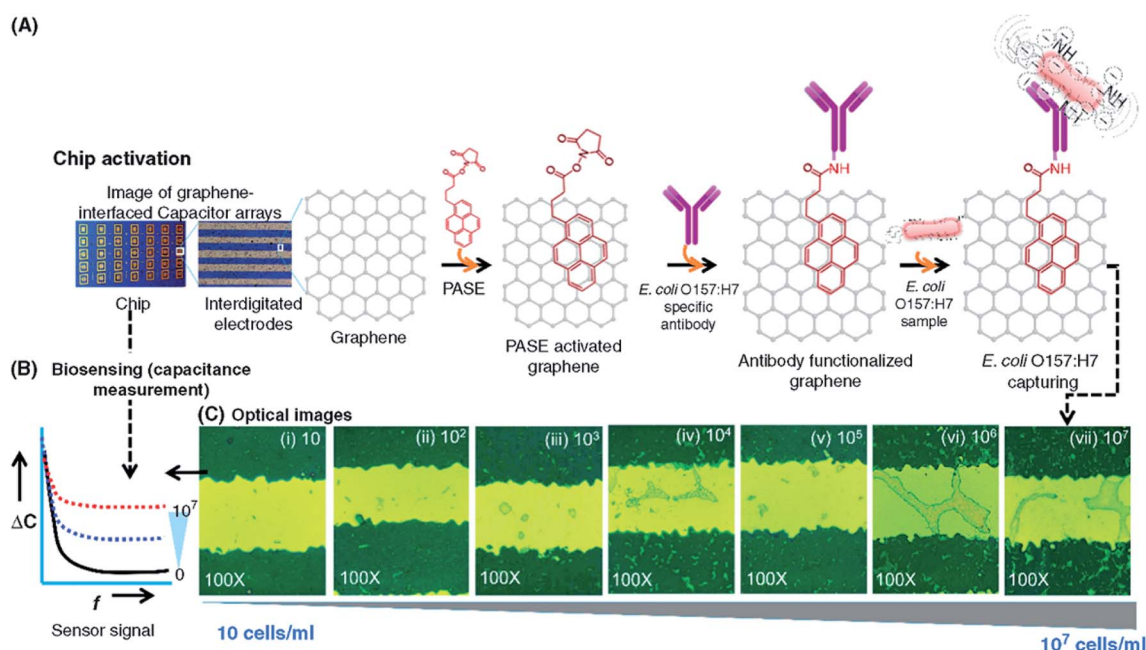 (A)
Chip activation
Image of graphene-
interfaced Capacitor arrays
Chip
Interdigitated
electrodes
Graphene
O
N
O
O
O
PASE
O
N
O
O
O
PASE activated
graphene
E. coli O157:H7
specific
antibody
O
NH
Antibody functionalized
graphene
E. coli
O157:H7
sample
NH
NH
NH
NH
O
NH
E. coli O157:H7
capturing
(B)
Biosensing (capacitance
measurement)
ΔC
10⁷
0
f
Sensor signal
(C) Optical images
(i) 10
(ii) 10²
(iii) 10³
(iv) 10⁴
(v) 10⁵
(vi) 10⁶
(vii) 10⁷
100X
100X
100X
100X
100X
100X
100X
10 cells/ml
10⁷ cells/ml